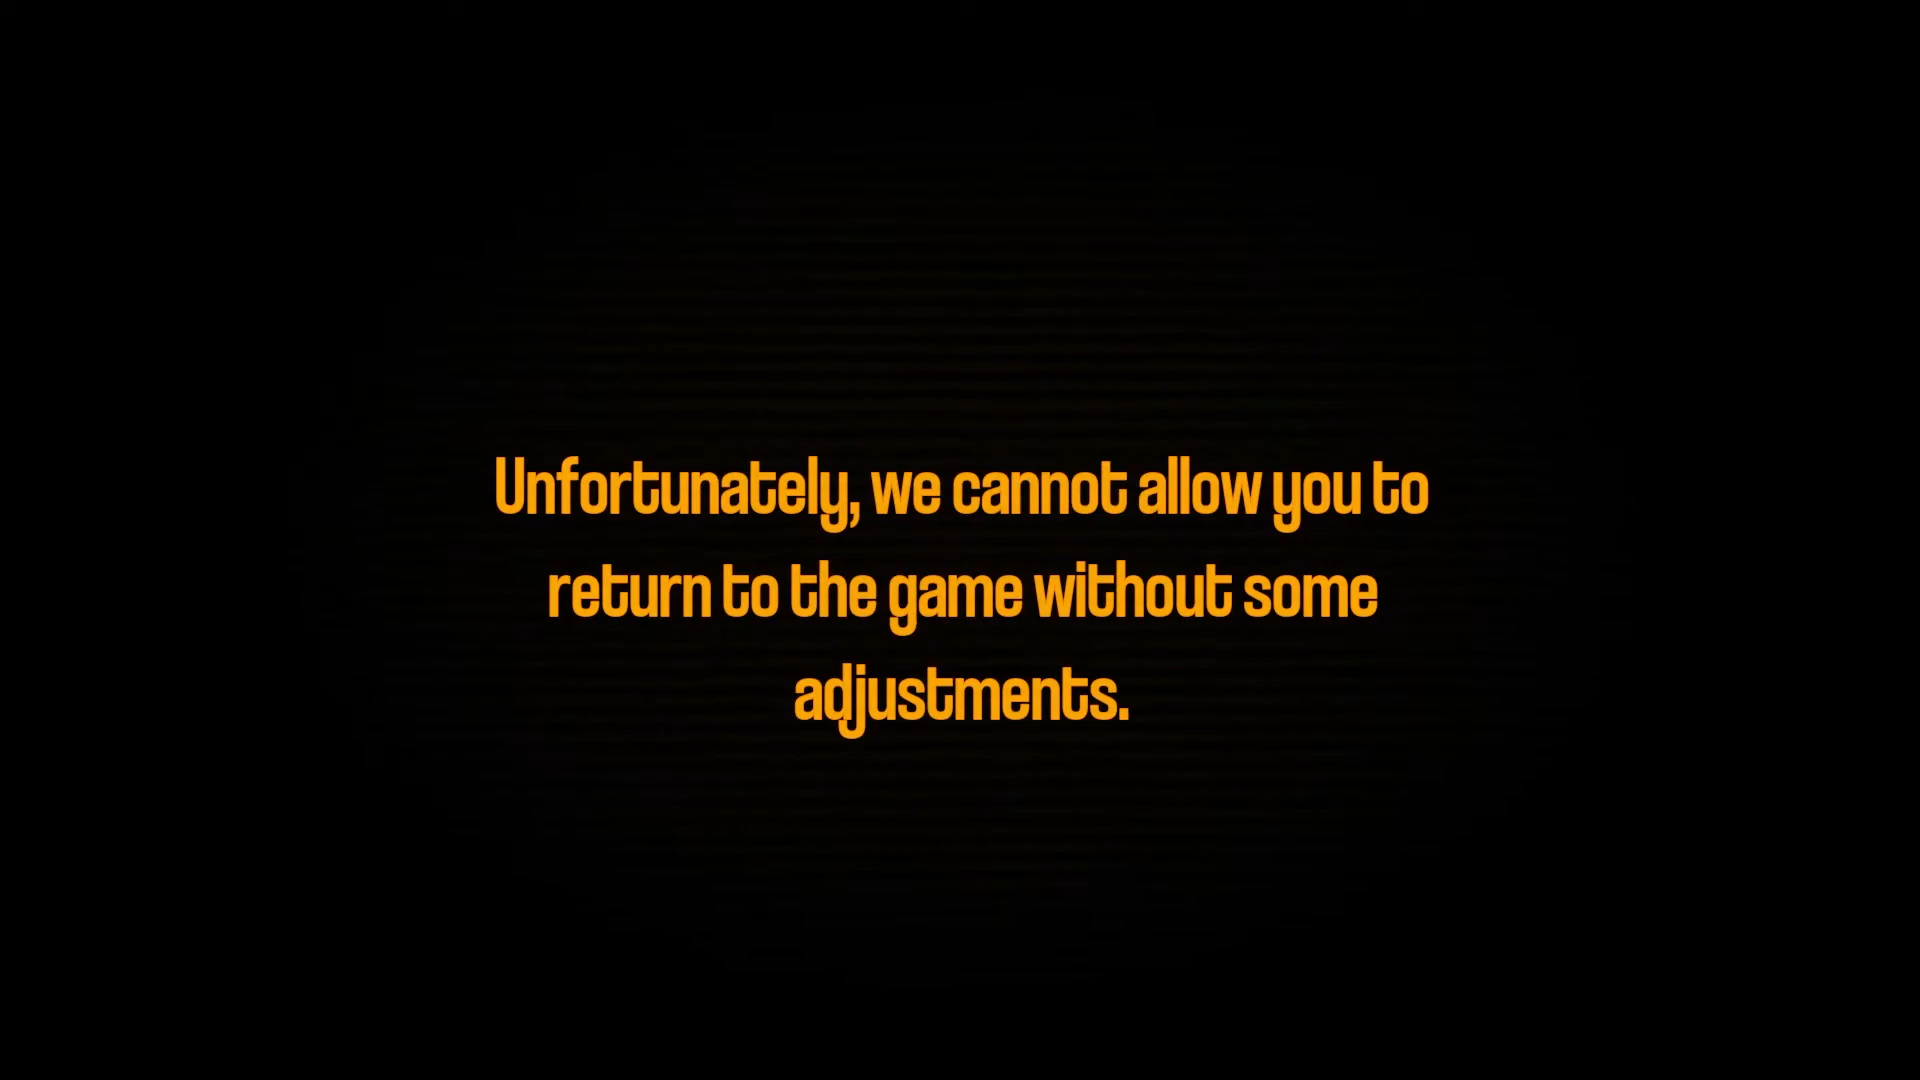 Unfortunately, we cannot allow you to
return to the game without some
adjustments.